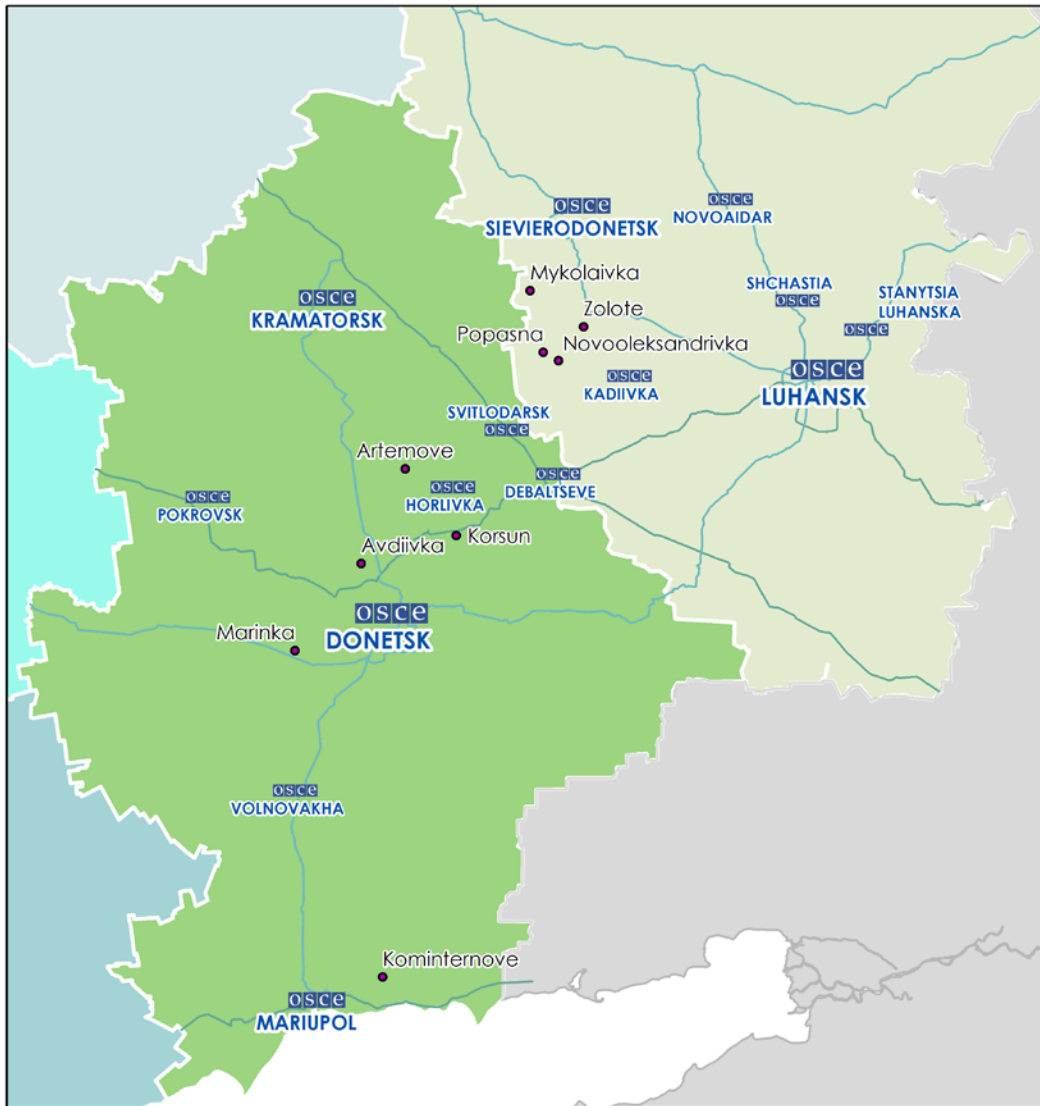 osce
SIEVIERODONETSK
osce
NOVOAIDAR
Mykolaivka
SHCHASTIA
osce
STANYTSIA
LUHANSKA
osce
osce
KRAMATORSK
Zolote
Popasna
Novooleksandrivka
osce
KADIIVKA
osce
LUHANSK
SVITLODARSK
osce
Artemove
osce
HORLIVKA
osce
DEBALTSEVE
osce
POKROVSK
Avdiivka
Korsun
osce
DONETSK
Marinka
osce
VOLNOVAKHA
Kominternove
osce
MARIUPOL